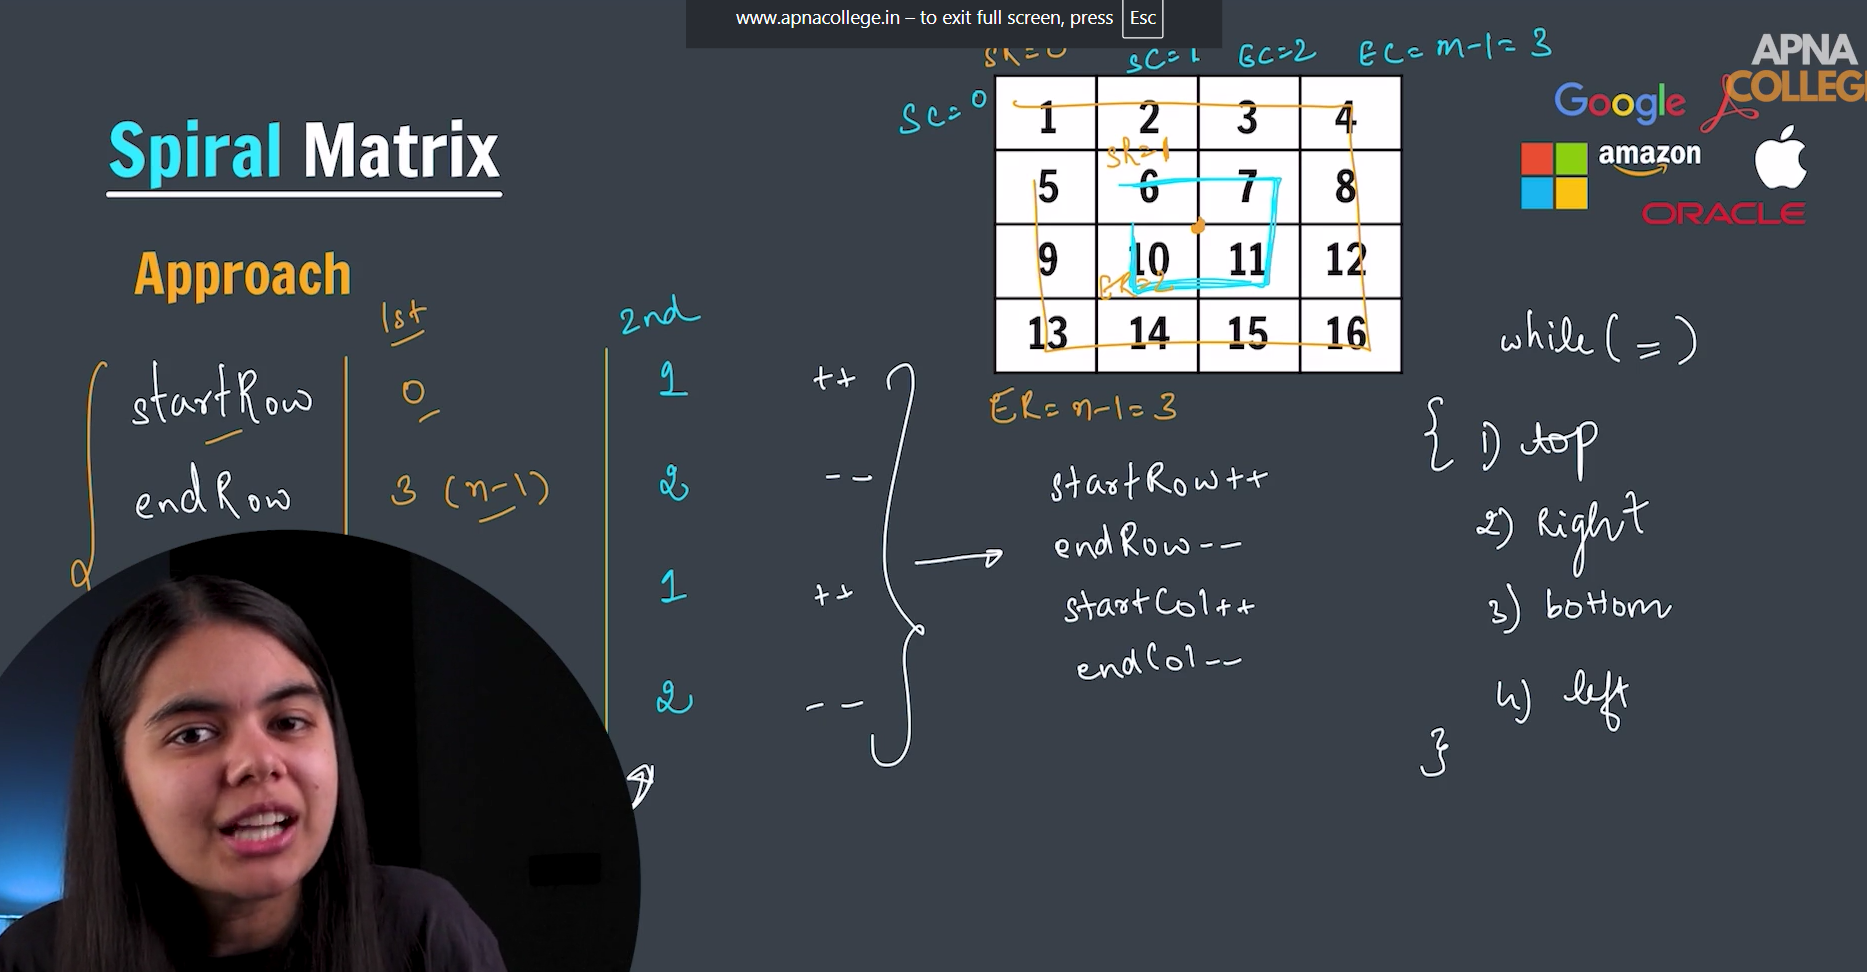 www.apnacollege.in – to exit full screen, press Esc
SR=0
SC=1
EC=2
EC=m-1=3
APNA
COLLEGE
Google
amazon
ORACLE
Spiral Matrix
SC=0
1 2 3 4
SR=1
5 6 7 8
9 10 11 12
ER=2
13 14 15 16
ER=n-1=3
Approach
1st
2nd
startRow 0 1 ++
endRow 3 (n-1) 2 --
1 ++
2 --
startRow++
endRow--
startCol++
endCol--
while(=)
{ 1) top
2) Right
3) bottom
4) left
}